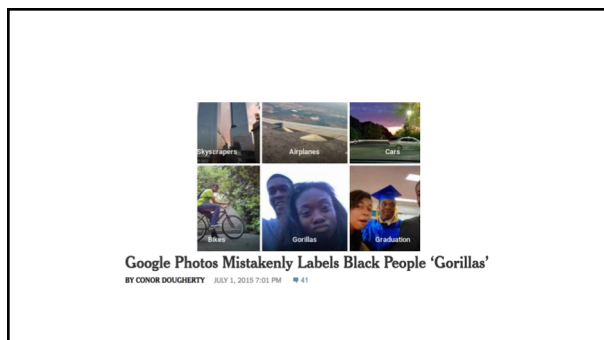 Skyscrapers Airplanes Cars
Bikes Gorillas Graduation
Google Photos Mistakenly Labels Black People ‘Gorillas’
BY CONOR DOUGHERTY JULY 1, 2015 7:01 PM 41